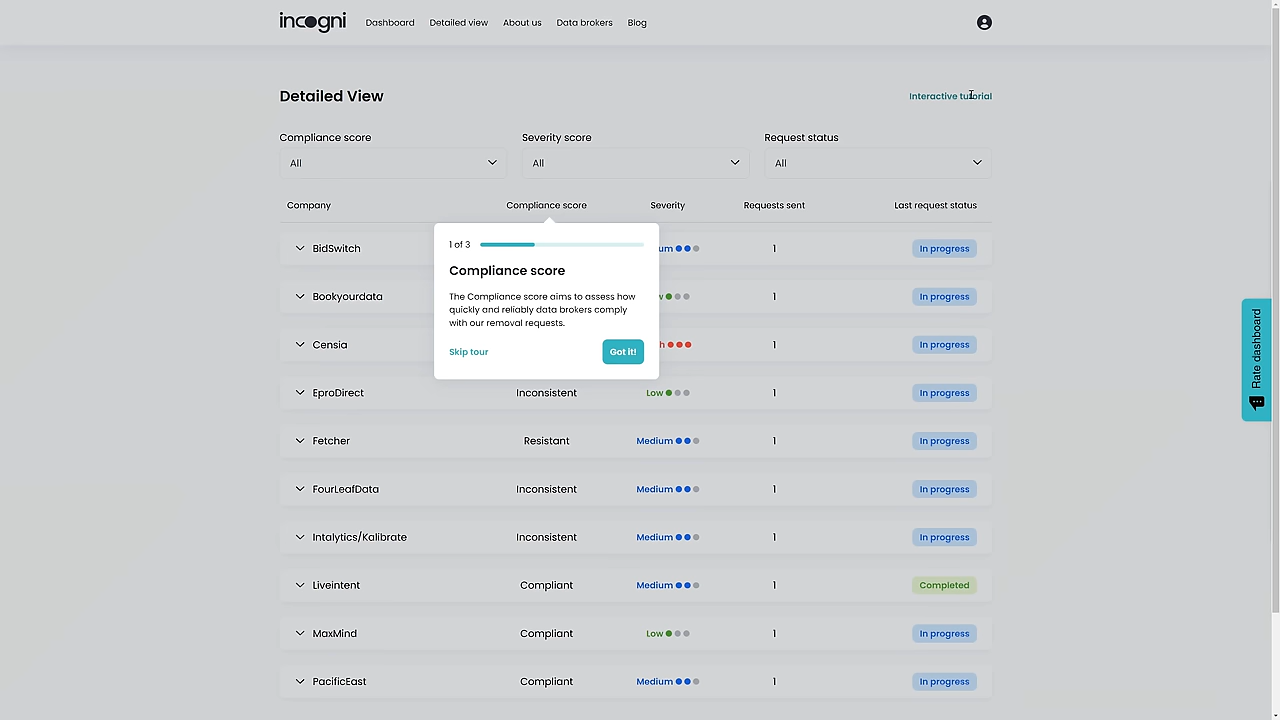 incogni Dashboard Detailed view About us Data brokers Blog
Detailed View Interactive tutorial
Compliance score Severity score Request status
All All All
Company Compliance score Severity Requests sent Last request status
BidSwitch 1 In progress
Bookyourdata 1 In progress
Censia 1 In progress
1 of 3
Compliance score
The Compliance score aims to assess how
quickly and reliably data brokers comply
with our removal requests.
Skip tour Got it!
EproDirect Inconsistent Low 1 In progress
Fetcher Resistant Medium 1 In progress
FourLeafData Inconsistent Medium 1 In progress
Intalytics/Kalibrate Inconsistent Medium 1 In progress
Liveintent Compliant Medium 1 Completed
MaxMind Compliant Low 1 In progress
PacificEast Compliant Medium 1 In progress
Rate dashboard